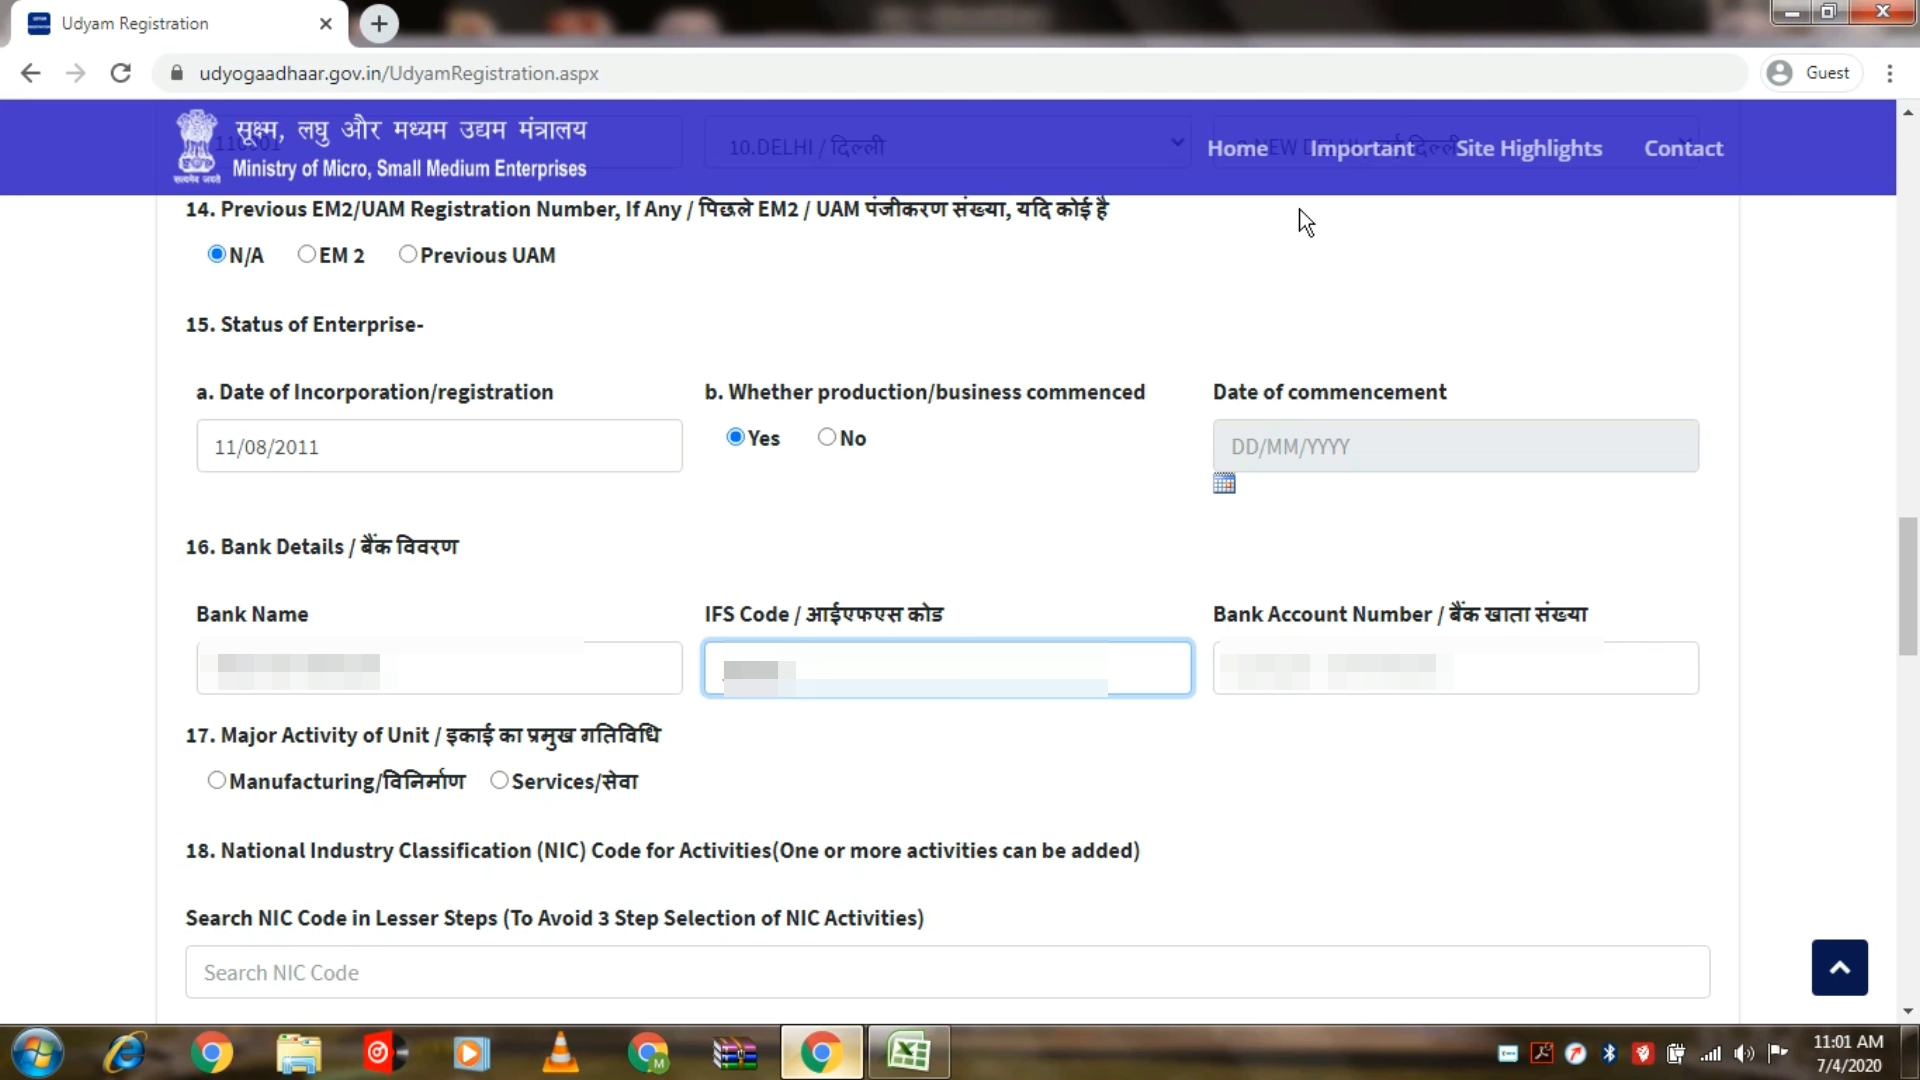 Udyam Registration
udyogaadhaar.gov.in/UdyamRegistration.aspx
Guest
सूक्ष्म, लघु और मध्यम उद्यम मंत्रालय
Ministry of Micro, Small Medium Enterprises
10.DELHI / दिल्ली
Home Important Site Highlights Contact
14. Previous EM2/UAM Registration Number, If Any / पिछले EM2 / UAM पंजीकरण संख्या, यदि कोई है
N/A EM 2 Previous UAM
15. Status of Enterprise-
a. Date of Incorporation/registration b. Whether production/business commenced Date of commencement
11/08/2011 Yes No DD/MM/YYYY
16. Bank Details / बैंक विवरण
Bank Name IFS Code / आईएफएस कोड Bank Account Number / बैंक खाता संख्या
17. Major Activity of Unit / इकाई का प्रमुख गतिविधि
Manufacturing/विनिर्माण Services/सेवा
18. National Industry Classification (NIC) Code for Activities(One or more activities can be added)
Search NIC Code in Lesser Steps (To Avoid 3 Step Selection of NIC Activities)
Search NIC Code
11:01 AM
7/4/2020